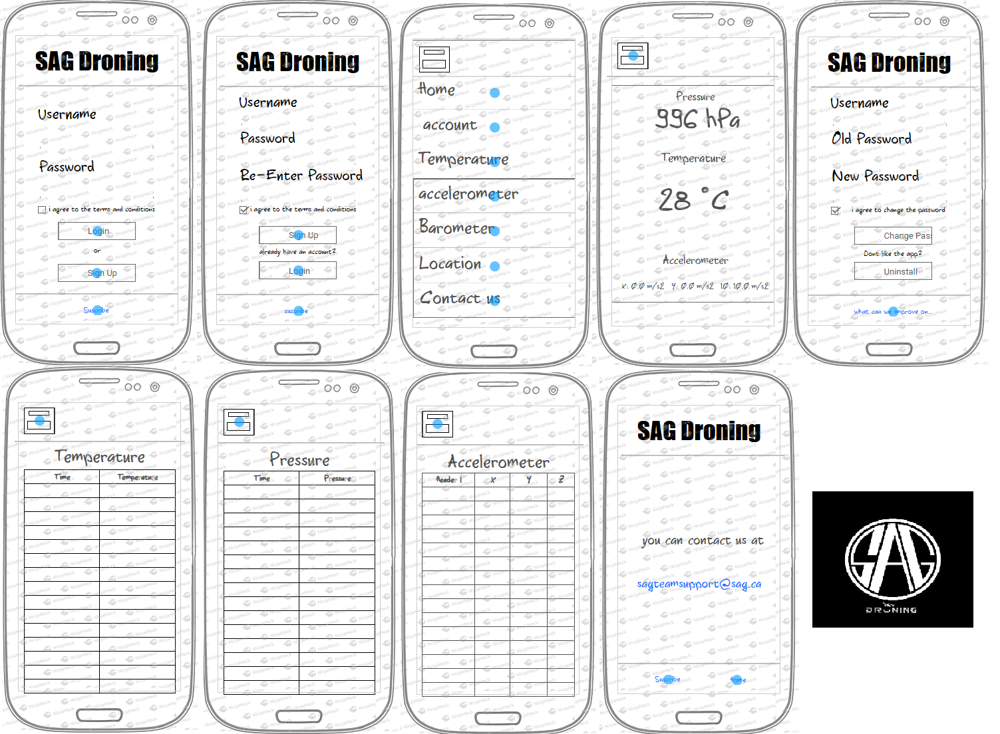 SAG Droning
Username
Password
i agree to the terms and conditions
Login
or
Sign Up
Suscribe
SAG Droning
Username
Password
Re-Enter Password
i agree to the terms and conditions
Sign Up
already have an account?
Login
suscribe
Home
account
Temperature
accelerometer
Barometer
Location
Contact us
Pressure
996 hPa
Temperature
28 °C
Accelerometer
X: 0.0 m/s2 Y: 0.0 m/s2 10: 10.0 m/s2
SAG Droning
Username
Old Password
New Password
i agree to change the password
Change Pas
Dont like the app?
Uninstall
what can we improve on..
Temperature
Time Temperature
Pressure
Time Pressure
Accelerometer
Header 1 X Y Z
SAG Droning
you can contact us at
sagteamsupport@sag.ca
Suscribe Home
SAG
DRONING
NinjaMock